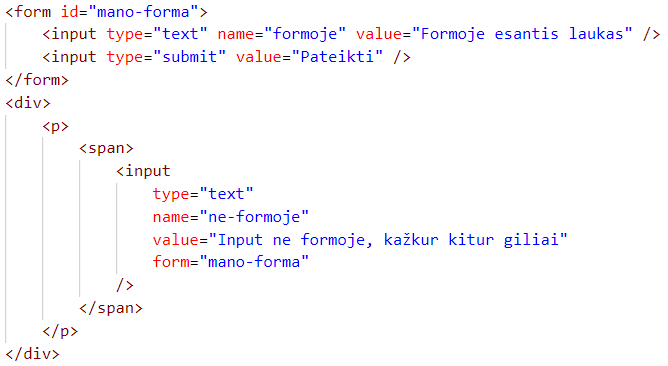 <form id="mano-forma">
    <input type="text" name="formoje" value="Formoje esantis laukas" />
    <input type="submit" value="Pateikti" />
</form>
<div>
    <p>
        <span>
            <input
                type="text"
                name="ne-formoje"
                value="Input ne formoje, kažkur kitur giliai"
                form="mano-forma"
            />
        </span>
    </p>
</div>